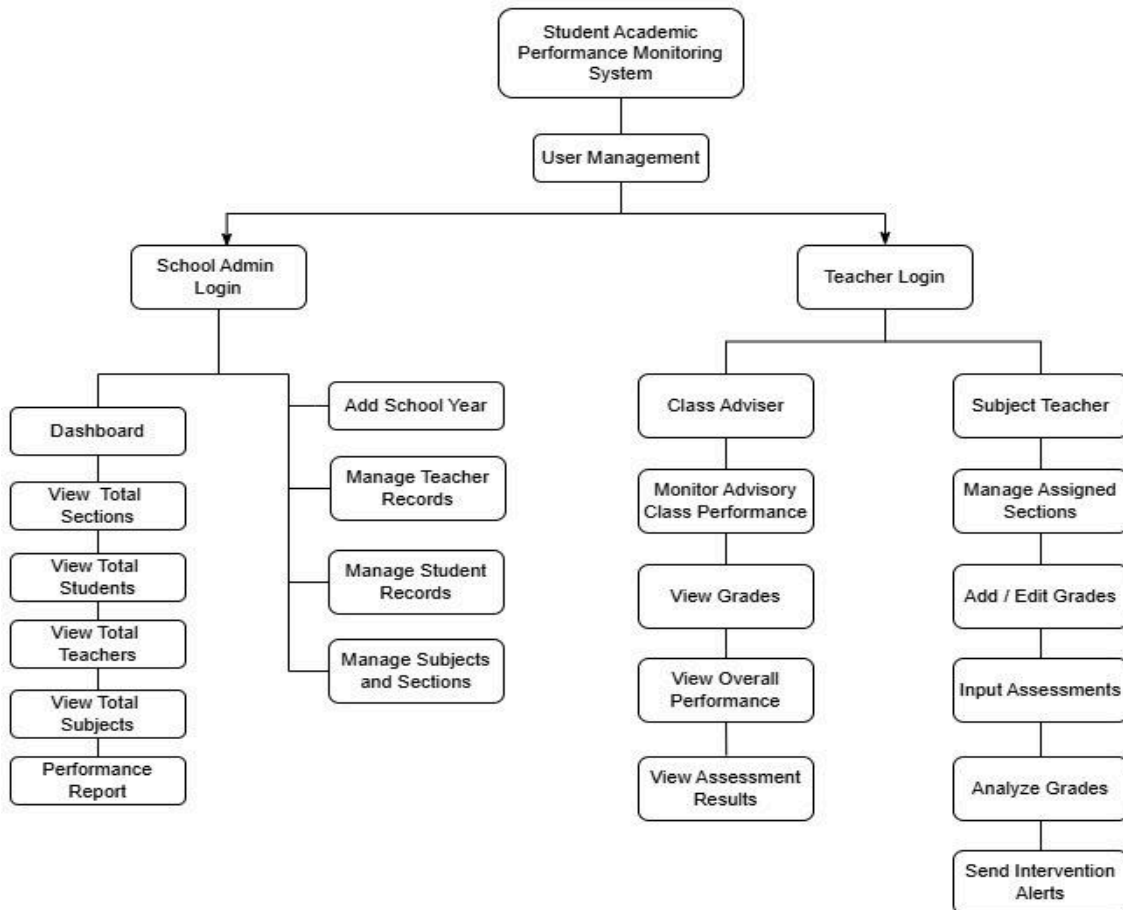 Student Academic
Performance Monitoring
System
User Management
School Admin
Login
Teacher Login
Dashboard
View Total
Sections
View Total
Students
View Total
Teachers
View Total
Subjects
Performance
Report
Add School Year
Manage Teacher
Records
Manage Student
Records
Manage Subjects
and Sections
Class Adviser
Monitor Advisory
Class Performance
View Grades
View Overall
Performance
View Assessment
Results
Subject Teacher
Manage Assigned
Sections
Add / Edit Grades
Input Assessments
Analyze Grades
Send Intervention
Alerts